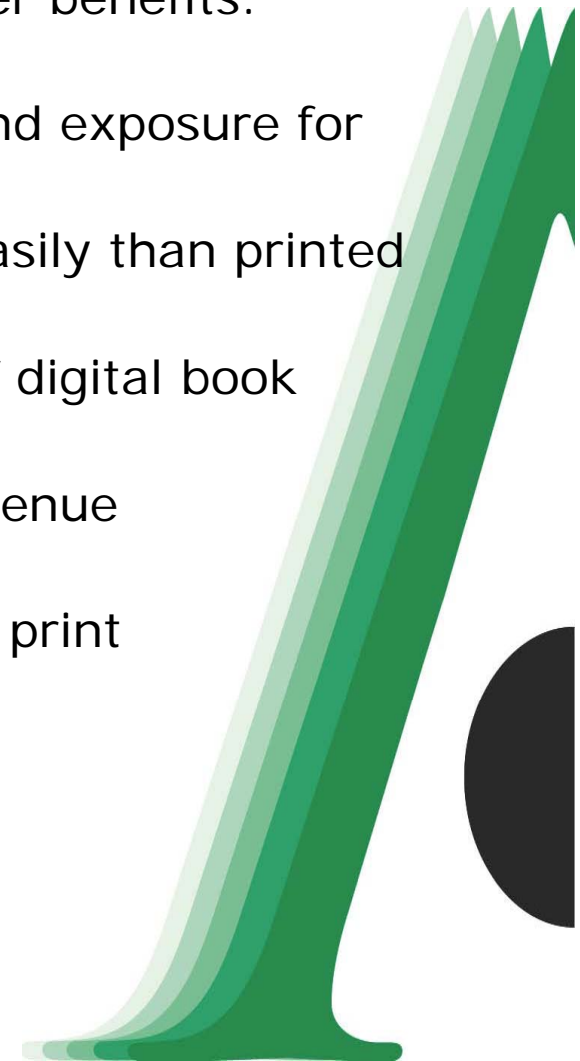 er benefits:
nd exposure for
asily than printed
digital book
enue
print